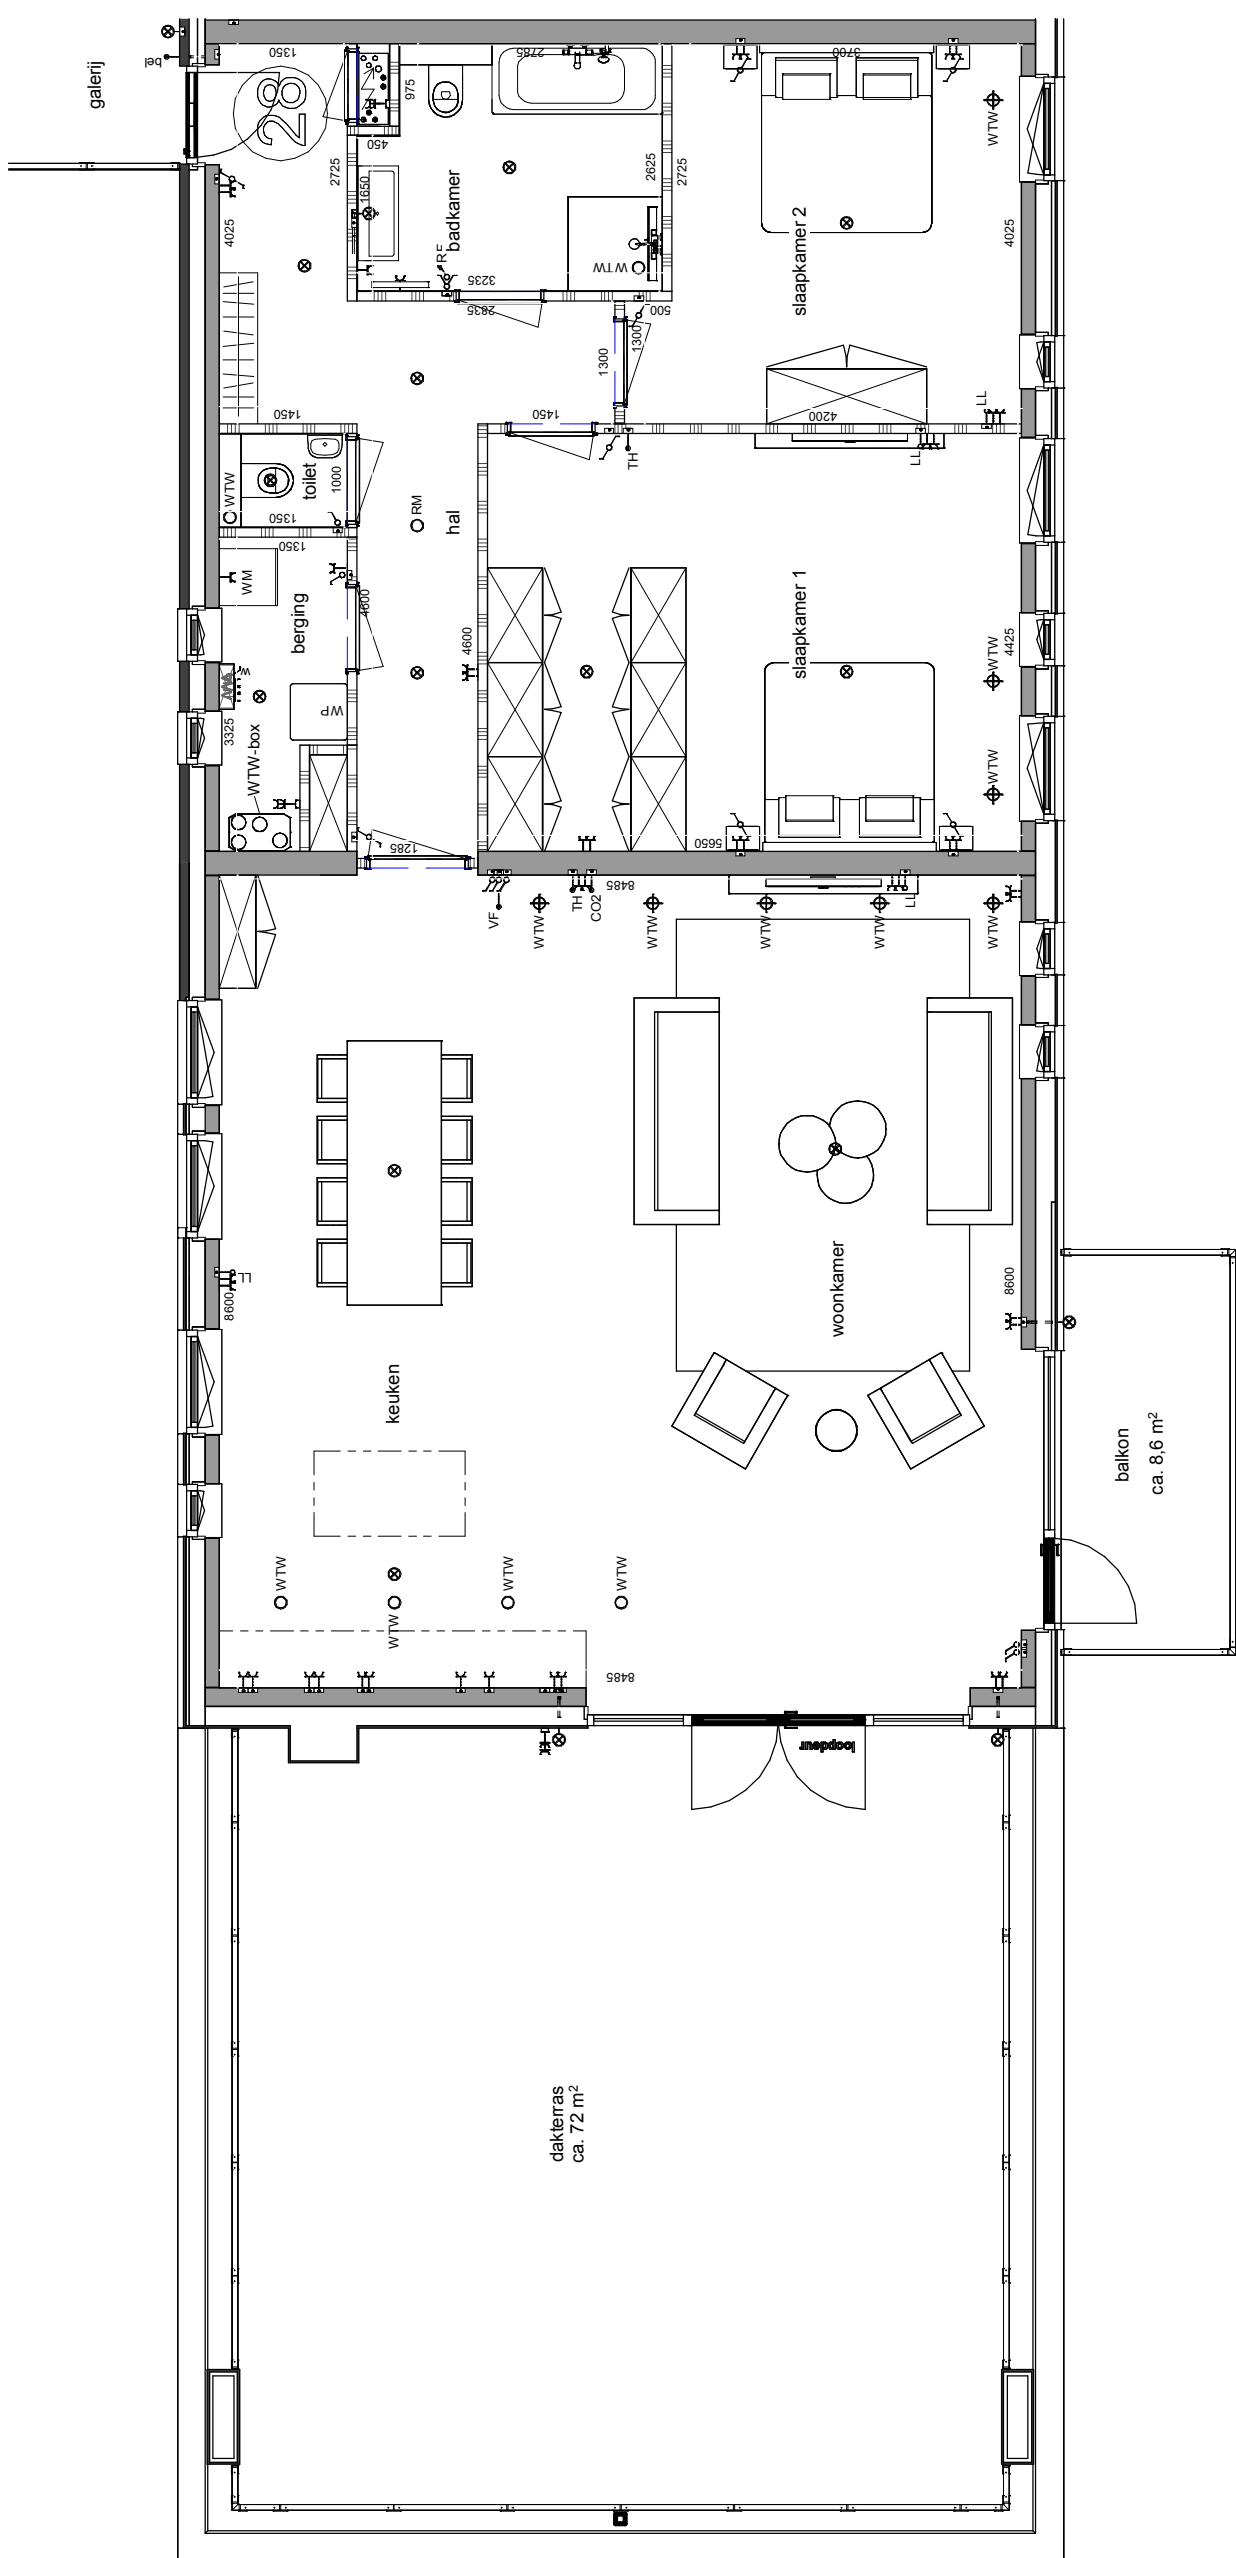 galerij
bel
28
1350
4025
2725
450
975
1650
badkamer
2785
2625
2725
3235
2835
WTW
3700
WTW
slaapkamer 2
4025
500
1300
1300
1450
4200
LL
1450
TH
LL
WTW
toilet
1000
1350
1350
WM
berging
4600
WP
3325
WTW-box
w
RM
hal
4600
slaapkamer 1
WTW
4425
WTW
5650
1285
VF
TH
CO2
8485
LL
WTW
WTW
WTW
WTW
WTW
LL
8600
woonkamer
8600
keuken
WTW
WTW
WTW
WTW
8485
loopdeur
balkon
ca. 8,6 m²
dakterras
ca. 72 m²